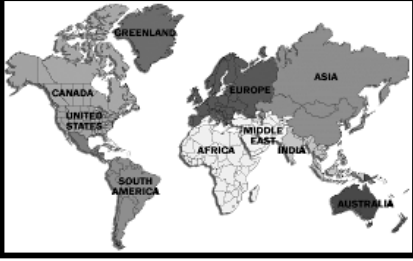 GREENLAND
CANADA
UNITED
STATES
SOUTH
AMERICA
EUROPE
ASIA
AFRICA
MIDDLE
EAST
INDIA
AUSTRALIA